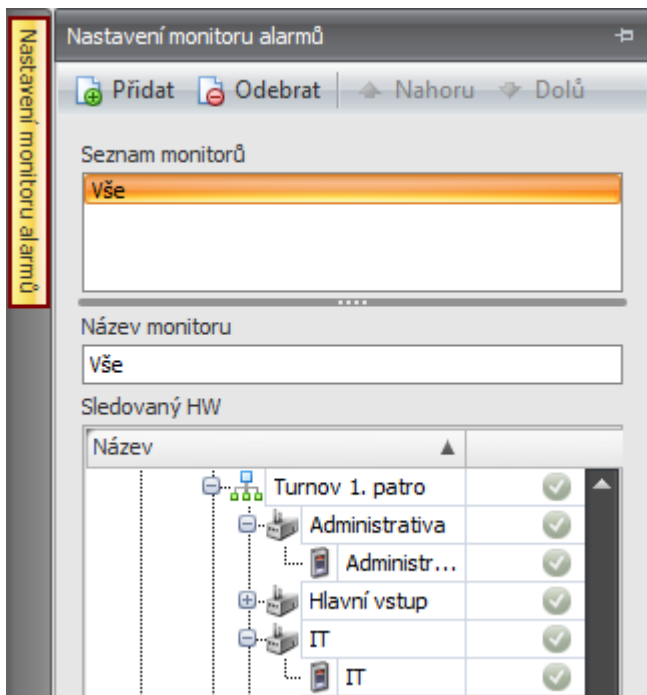 Nastavení monitoru alarmů
Nastavení monitoru alarmů
Přidat Odebrat Nahoru Dolů
Seznam monitorů
Vše
Název monitoru
Vše
Sledovaný HW
Název
Turnov 1. patro
Administrativa
Administr...
Hlavní vstup
IT
IT